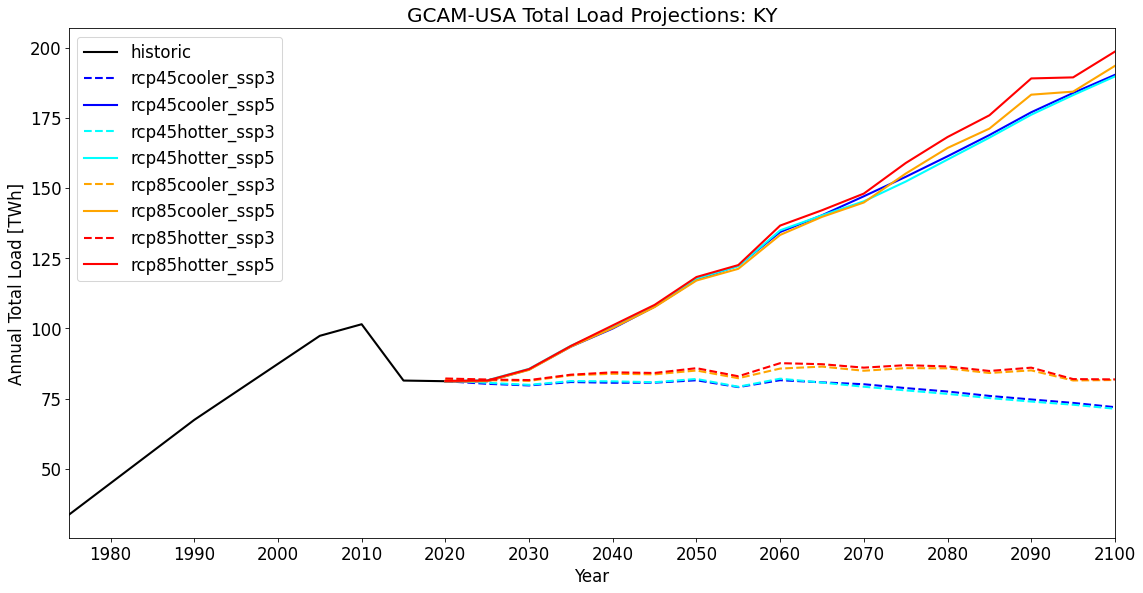 GCAM-USA Total Load Projections: KY
historic
rcp45cooler_ssp3
rcp45cooler_ssp5
rcp45hotter_ssp3
rcp45hotter_ssp5
rcp85cooler_ssp3
rcp85cooler_ssp5
rcp85hotter_ssp3
rcp85hotter_ssp5
Annual Total Load [TWh]
200
175
150
125
100
75
50
1980 1990 2000 2010 2020 2030 2040 2050 2060 2070 2080 2090 2100
Year